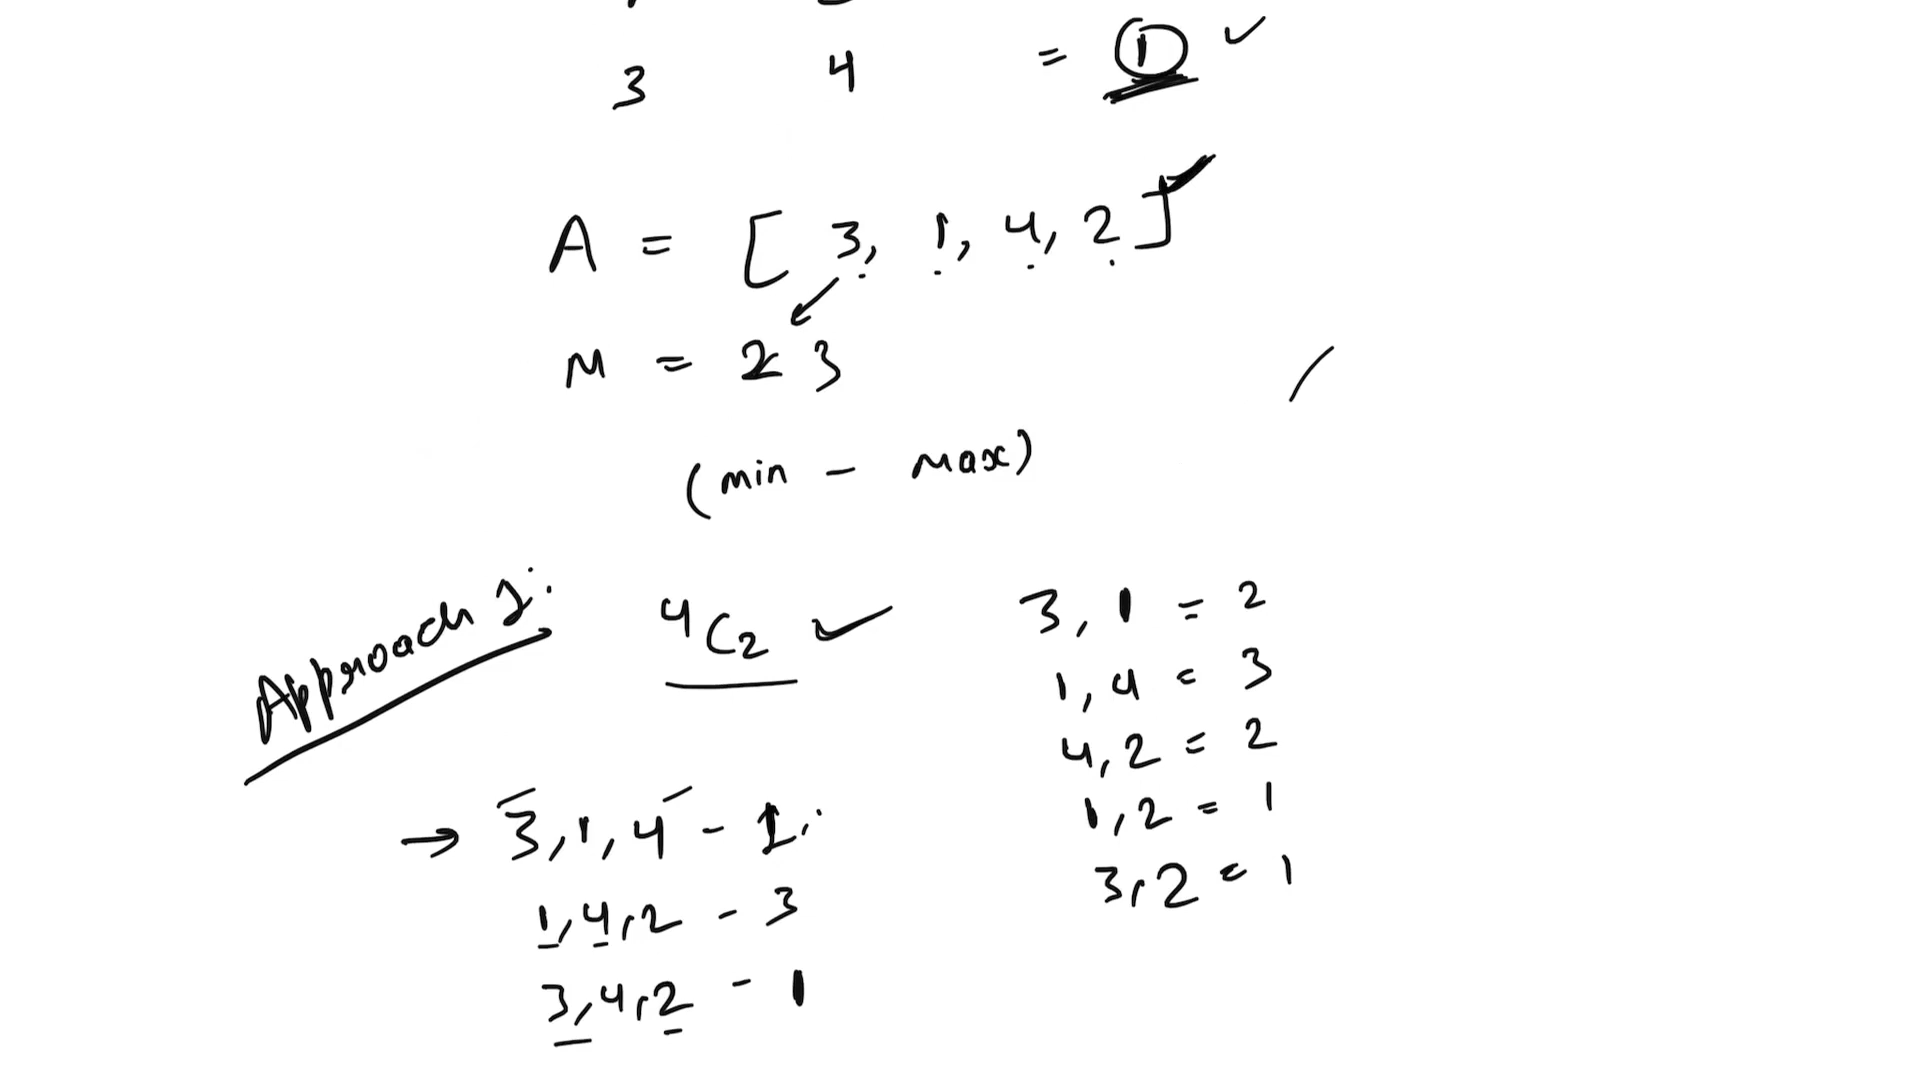 3 4 = 1
A = [ 3, 1, 4, 2 ]
M = 2 3
(min - Max)
Approach 1:
4C2
3, 1 = 2
1, 4 = 3
4, 2 = 2
1, 2 = 1
3, 2 = 1
→ 3, 1, 4 - 1.
1, 4, 2 - 3
3, 4, 2 - 1